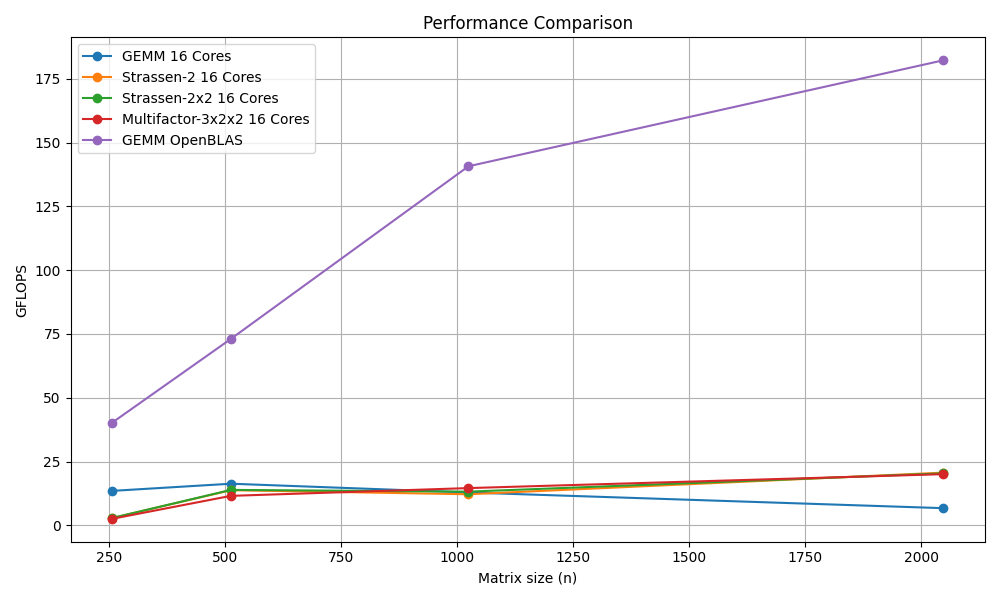 Performance Comparison
GEMM 16 Cores
Strassen-2 16 Cores
Strassen-2x2 16 Cores
Multifactor-3x2x2 16 Cores
GEMM OpenBLAS
GFLOPS
175
150
125
100
75
50
25
0
250 500 750 1000 1250 1500 1750 2000
Matrix size (n)